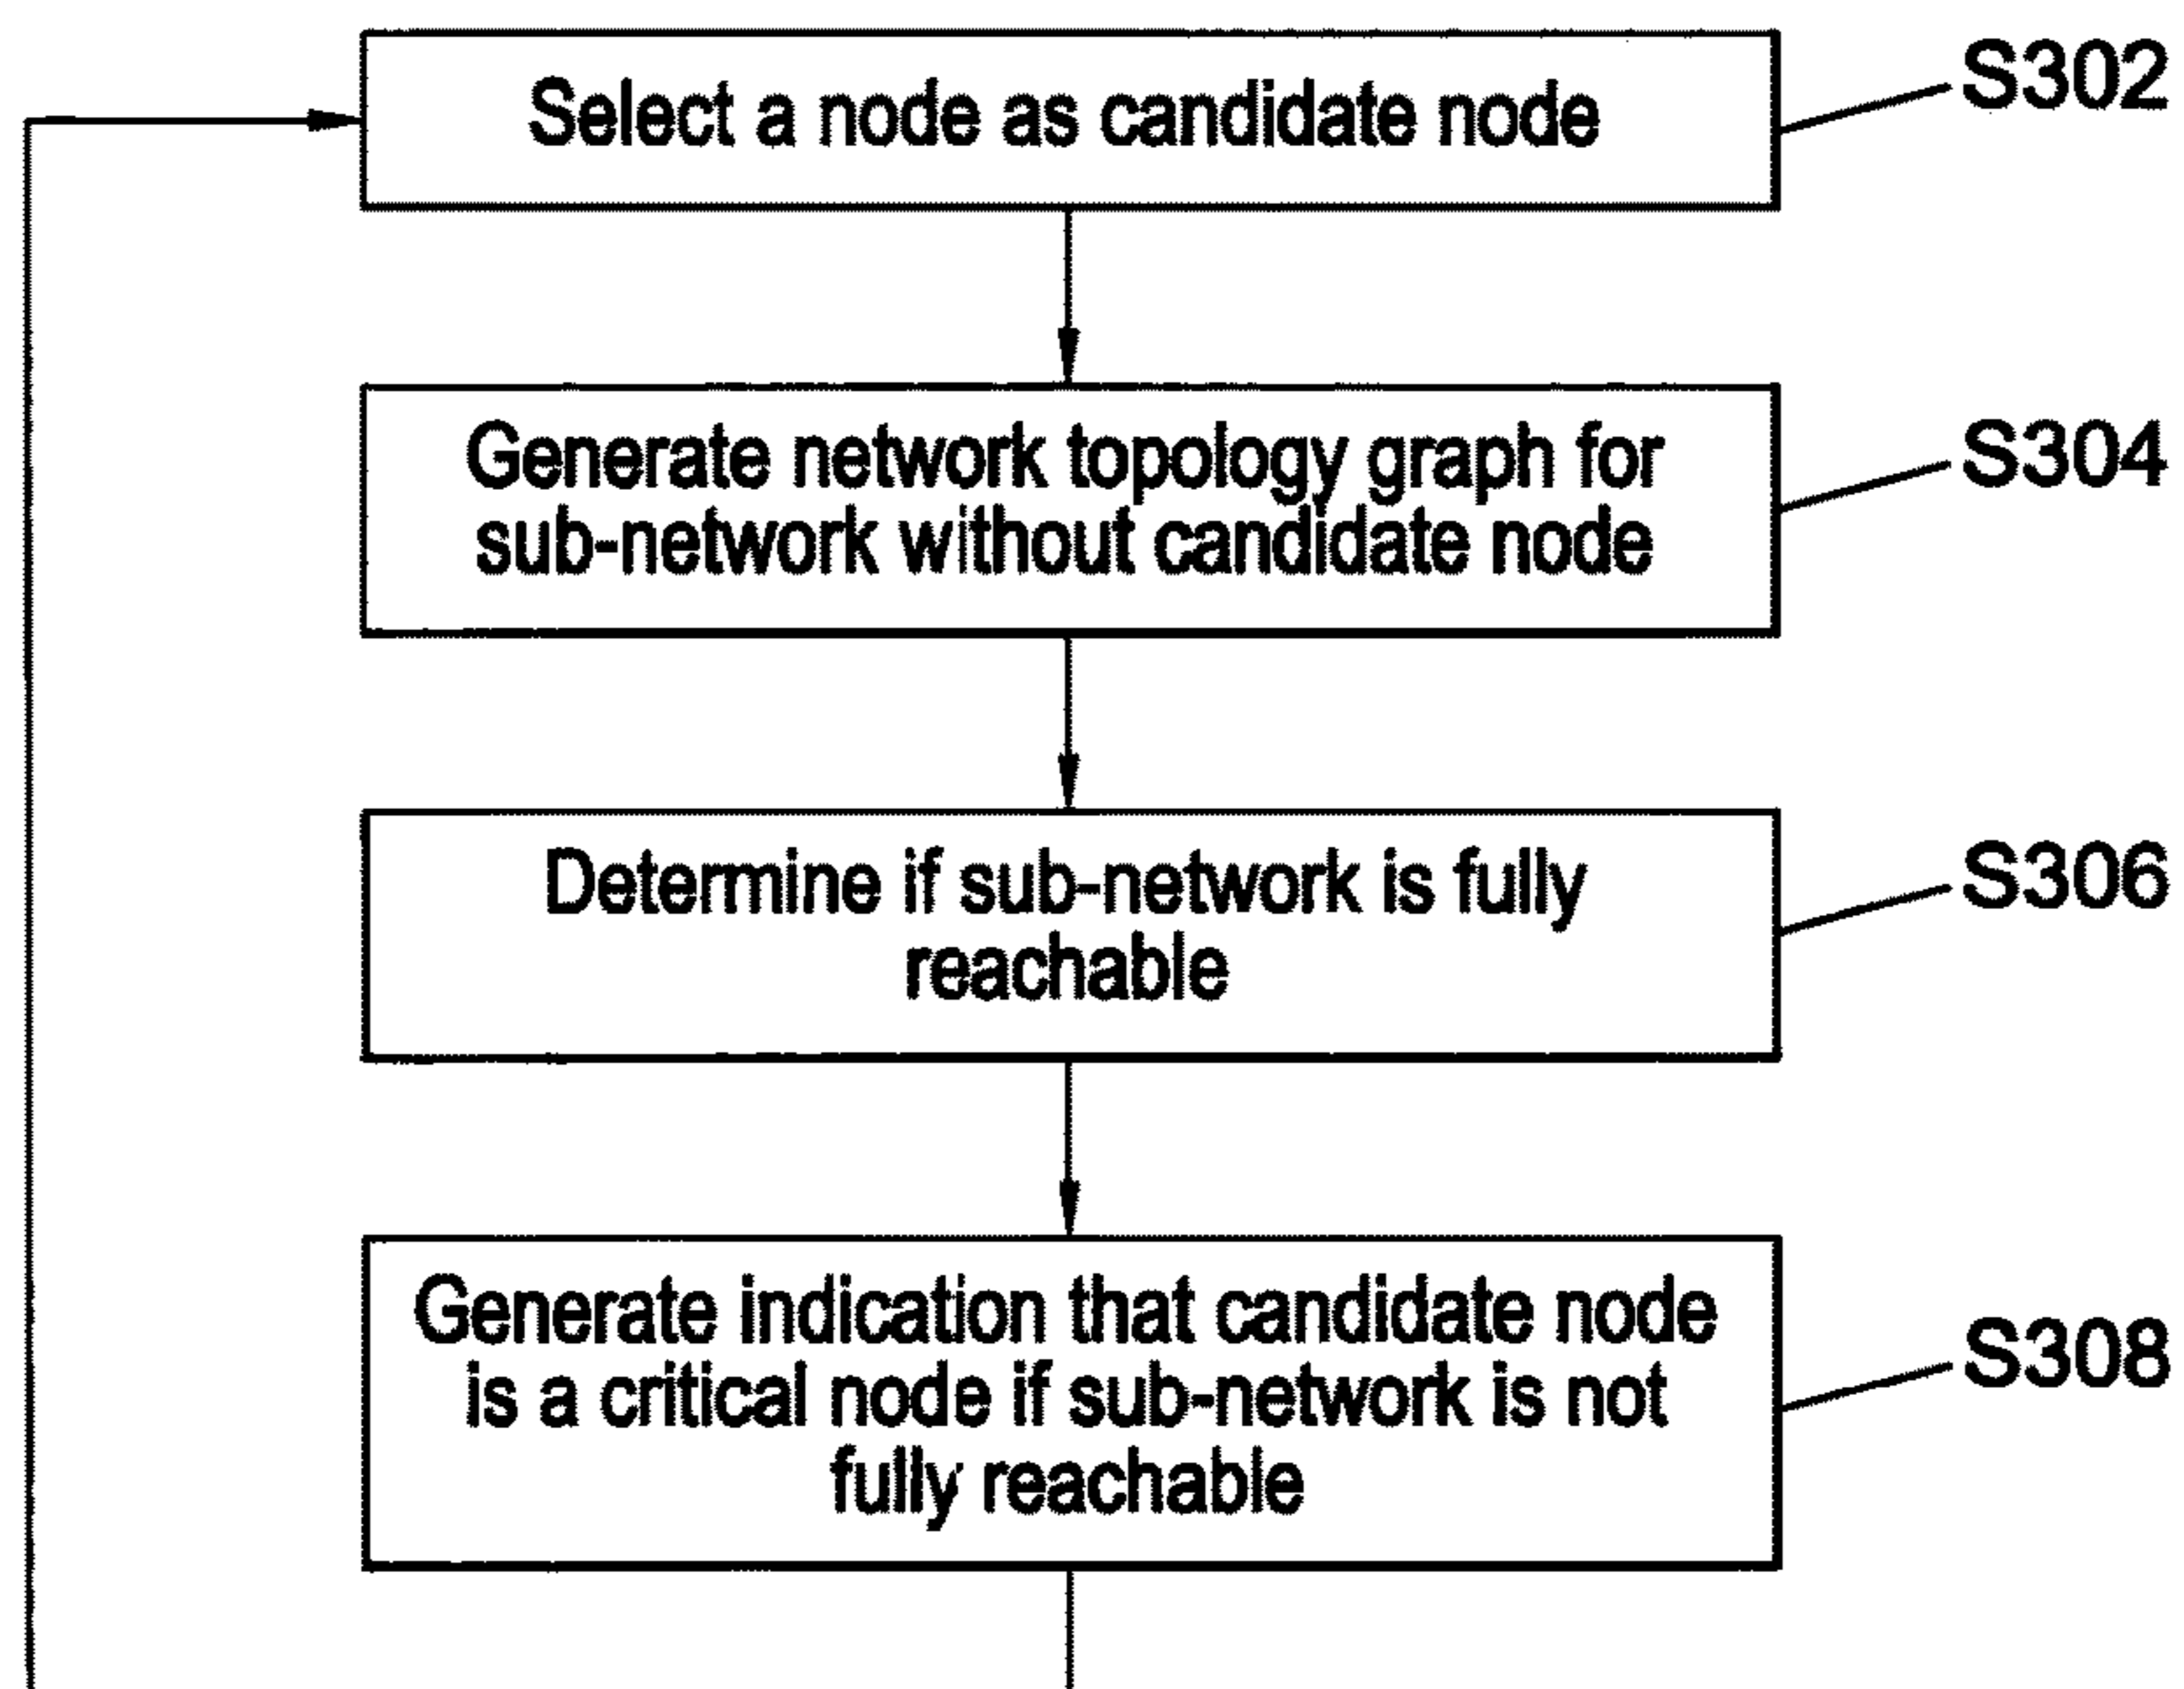 Select a node as candidate node
S302
Generate network topology graph for
sub-network without candidate node
S304
Determine if sub-network is fully
reachable
S306
Generate indication that candidate node
is a critical node if sub-network is not
fully reachable
S308